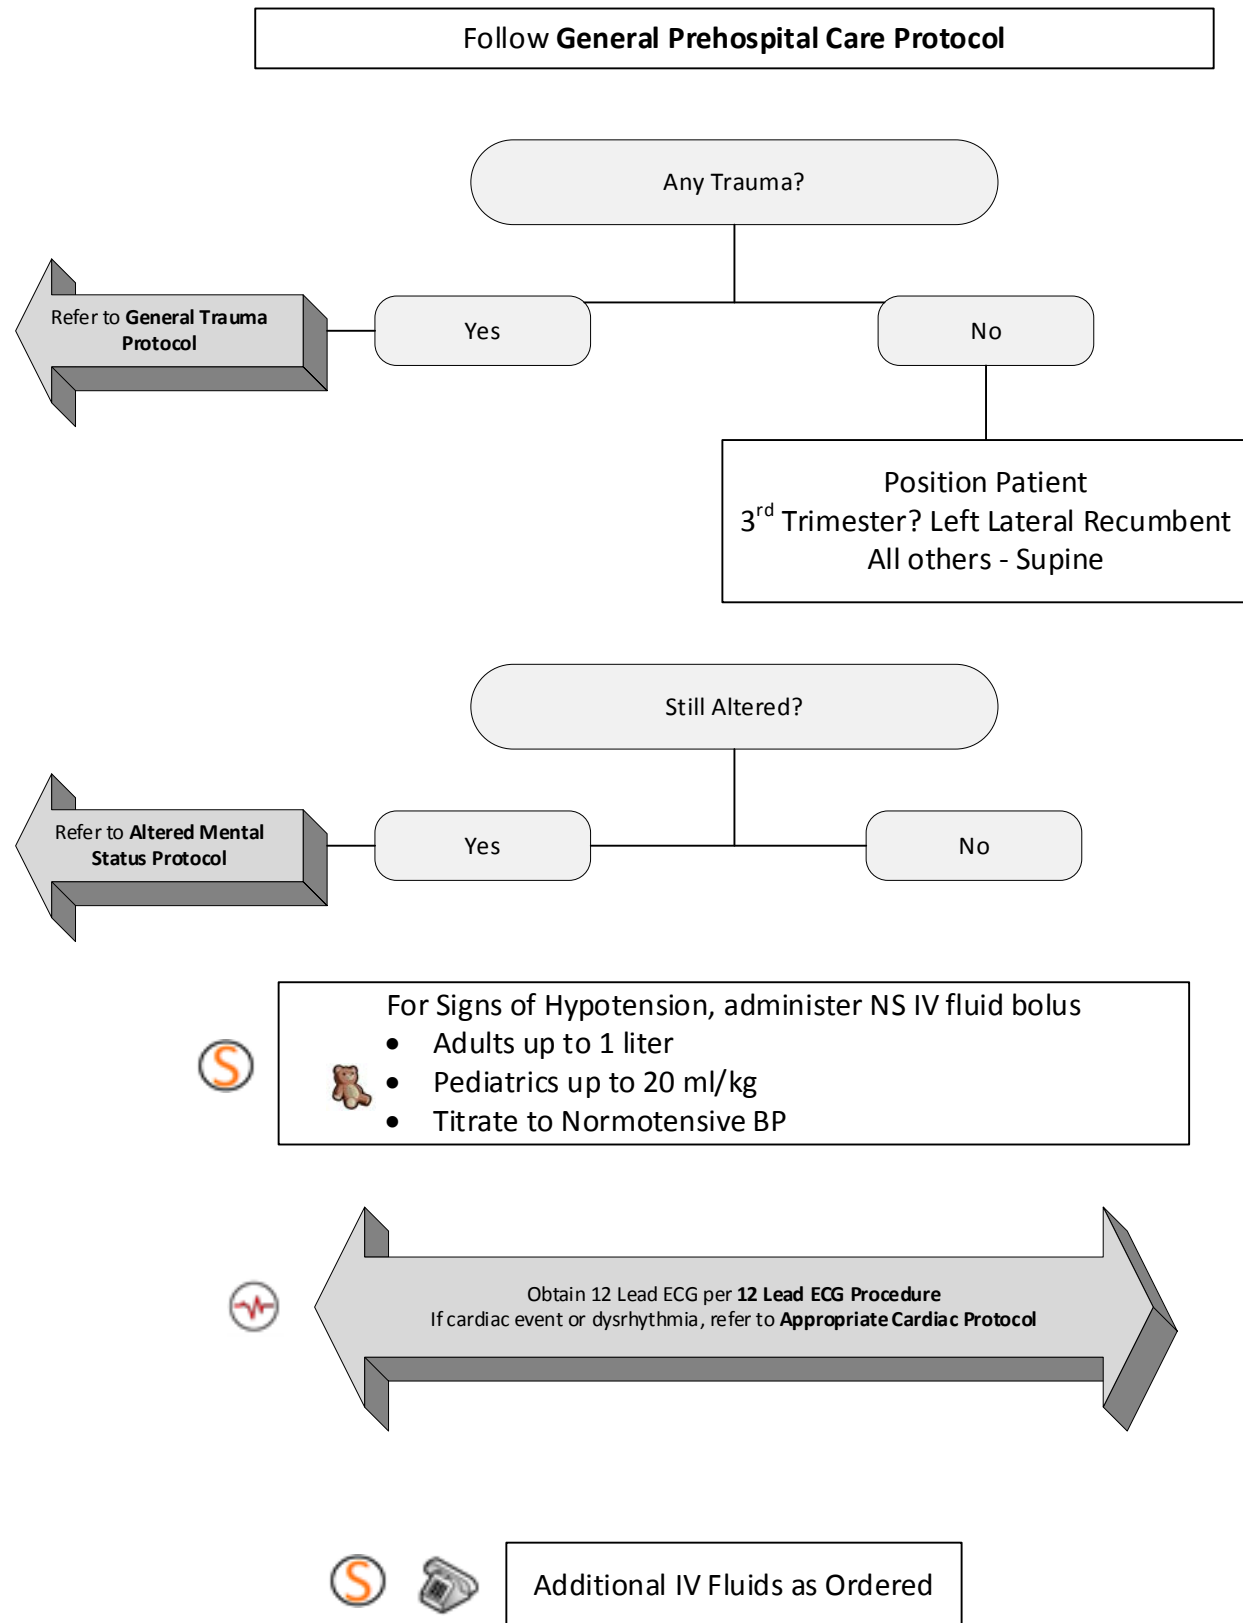 Follow General Prehospital Care Protocol
Any Trauma?
Refer to General Trauma
Protocol
Yes
No
Position Patient
3rd Trimester? Left Lateral Recumbent
All others - Supine
Still Altered?
Refer to Altered Mental
Status Protocol
Yes
No
For Signs of Hypotension, administer NS IV fluid bolus
S
• Adults up to 1 liter
• Pediatrics up to 20 ml/kg
• Titrate to Normotensive BP
Obtain 12 Lead ECG per 12 Lead ECG Procedure
If cardiac event or dysrhythmia, refer to Appropriate Cardiac Protocol
S
Additional IV Fluids as Ordered